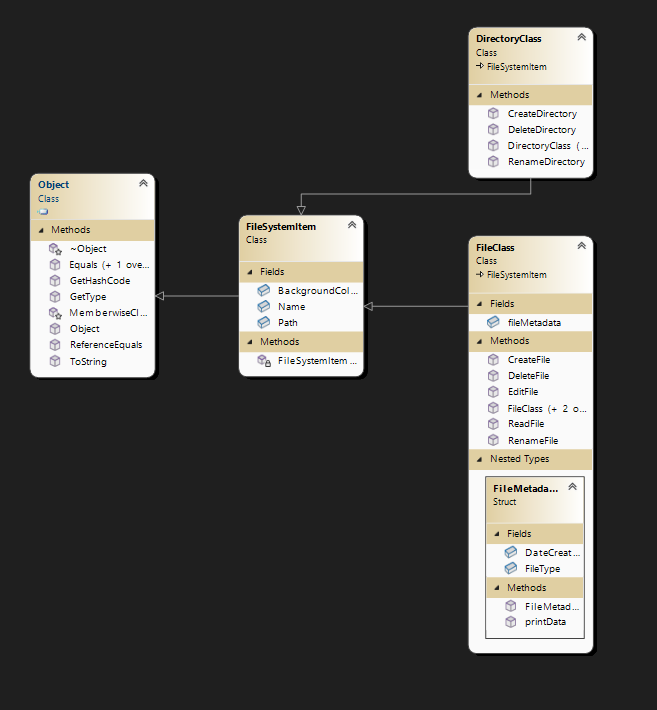 DirectoryClass
Class
FileSystemItem
Methods
CreateDirectory
DeleteDirectory
DirectoryClass (...
RenameDirectory
Object
Class
Methods
~Object
Equals (+ 1 ove...
GetHashCode
GetType
MemberwiseCl...
Object
ReferenceEquals
ToString
FileSystemItem
Class
Fields
BackgroundCol...
Name
Path
Methods
FileSystemItem ...
FileClass
Class
FileSystemItem
Fields
fileMetadata
Methods
CreateFile
DeleteFile
EditFile
FileClass (+ 2 o...
ReadFile
RenameFile
Nested Types
FileMetada...
Struct
Fields
DateCreat...
FileType
Methods
FileMetad...
printData